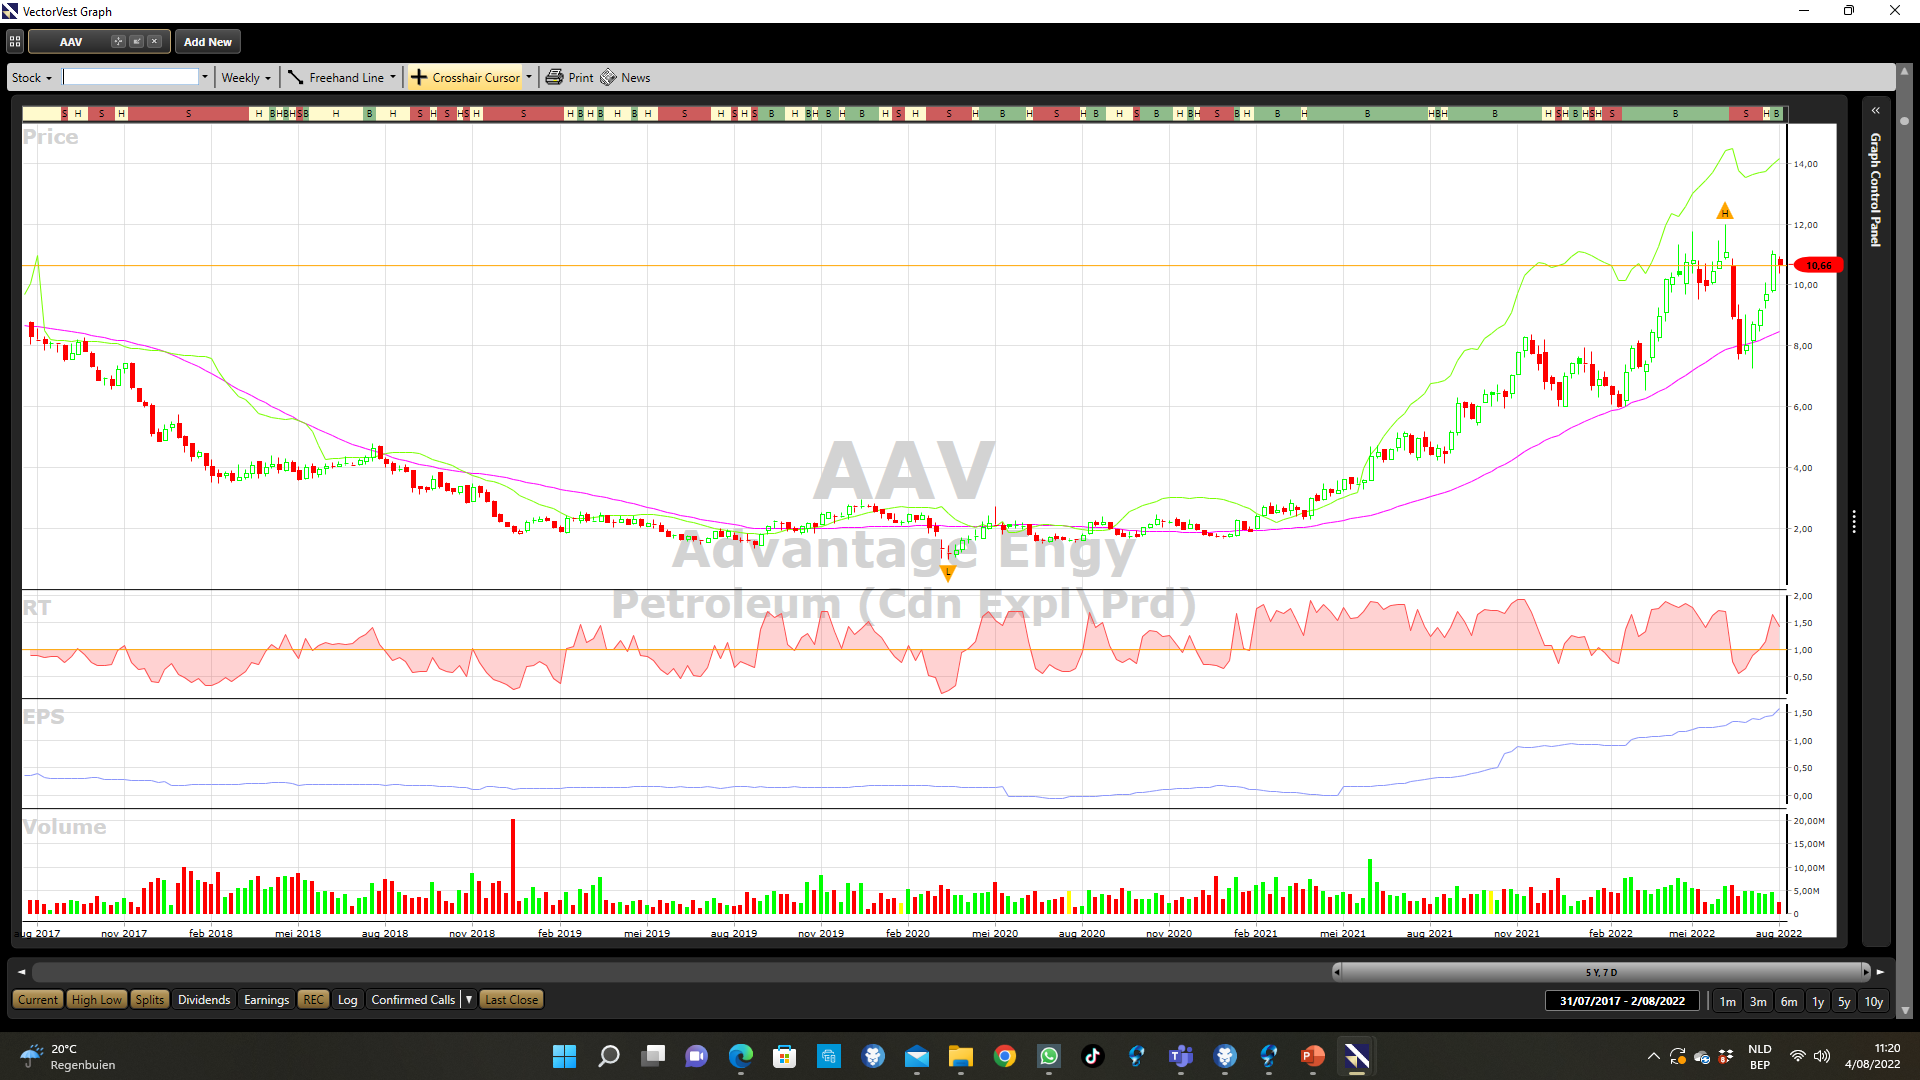 VectorVest Graph
AAV Add New
Stock Weekly Freehand Line Crosshair Cursor Print News
S H S H S H B H B H S B H B H S H S H S H S H B H B H B H S H S H S B H B H B H B H S H S H B H S H B H S B H B H S B H B H B H B H B H S H B H S H S B S H B
Price
14,00
12,00
H
10,66
10,00
8,00
6,00
4,00
2,00
AAV
Advantage Engy
Petroleum (Cdn Expl\Prd)
L
RT
2,00
1,50
1,00
0,50
EPS
1,50
1,00
0,50
0,00
Volume
20,00M
15,00M
10,00M
5,00M
0
aug 2017 nov 2017 feb 2018 mei 2018 aug 2018 nov 2018 feb 2019 mei 2019 aug 2019 nov 2019 feb 2020 mei 2020 aug 2020 nov 2020 feb 2021 mei 2021 aug 2021 nov 2021 feb 2022 mei 2022 aug 2022
Graph Control Panel
5 Y, 7 D
Current High Low Splits Dividends Earnings REC Log Confirmed Calls Last Close
31/07/2017 - 2/08/2022 1m 3m 6m 1y 5y 10y
20°C
Regenbuien
NLD
BEP
11:20
4/08/2022